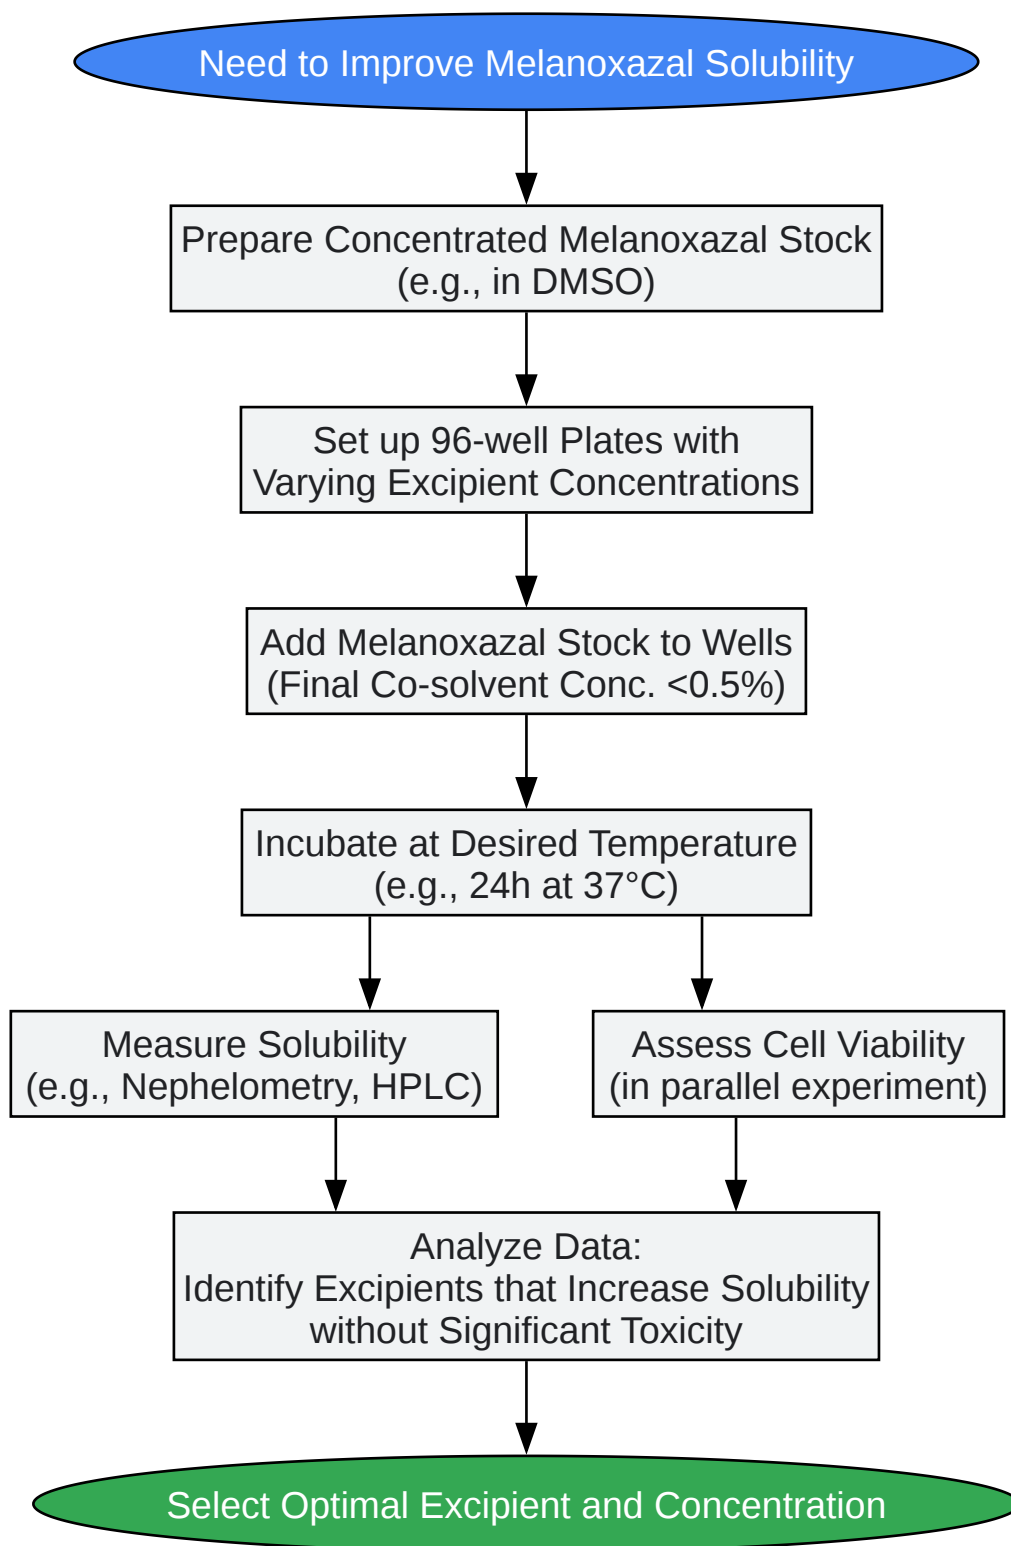 Need to Improve Melanoxazal Solubility
Prepare Concentrated Melanoxazal Stock
(e.g., in DMSO)
Set up 96-well Plates with
Varying Excipient Concentrations
Add Melanoxazal Stock to Wells
(Final Co-solvent Conc. <0.5%)
Incubate at Desired Temperature
(e.g., 24h at 37°C)
Measure Solubility
(e.g., Nephelometry, HPLC)
Assess Cell Viability
(in parallel experiment)
Analyze Data:
Identify Excipients that Increase Solubility
without Significant Toxicity
Select Optimal Excipient and Concentration